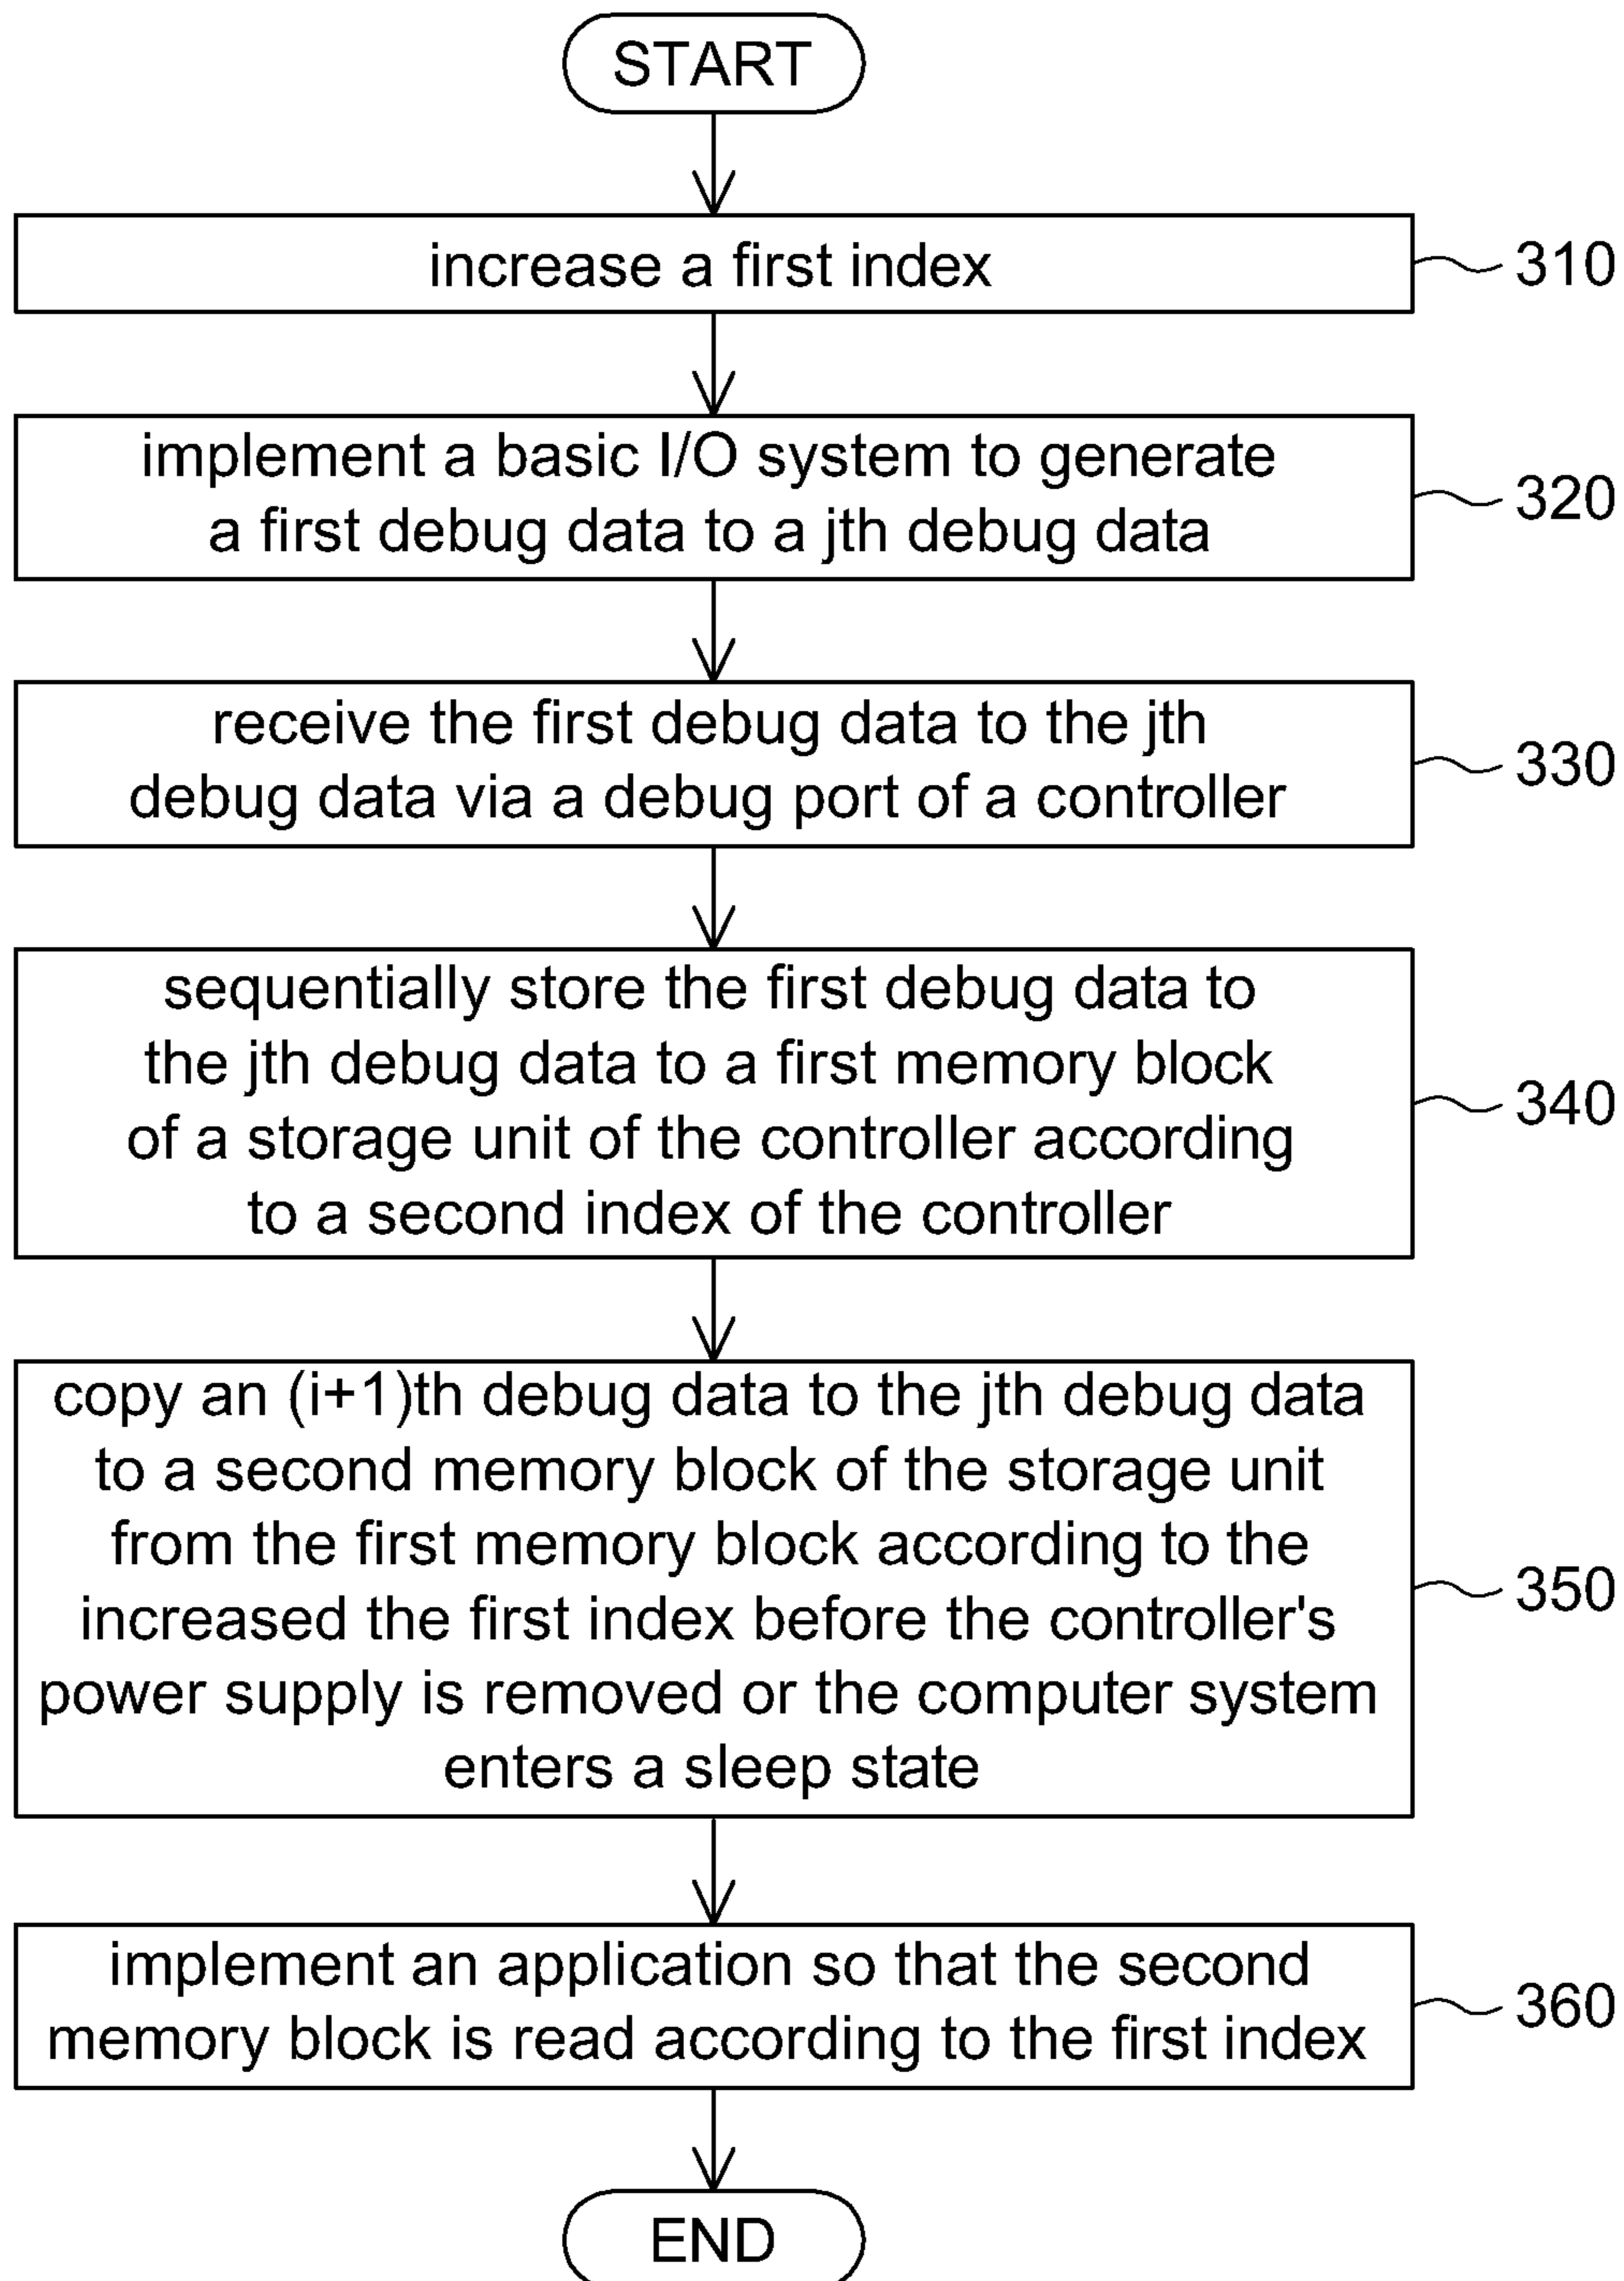 START
increase a first index
310
implement a basic I/O system to generate
a first debug data to a jth debug data
320
receive the first debug data to the jth
debug data via a debug port of a controller
330
sequentially store the first debug data to
the jth debug data to a first memory block
of a storage unit of the controller according
to a second index of the controller
340
copy an (i+1)th debug data to the jth debug data
to a second memory block of the storage unit
from the first memory block according to the
increased the first index before the controller's
power supply is removed or the computer system
enters a sleep state
350
implement an application so that the second
memory block is read according to the first index
360
END